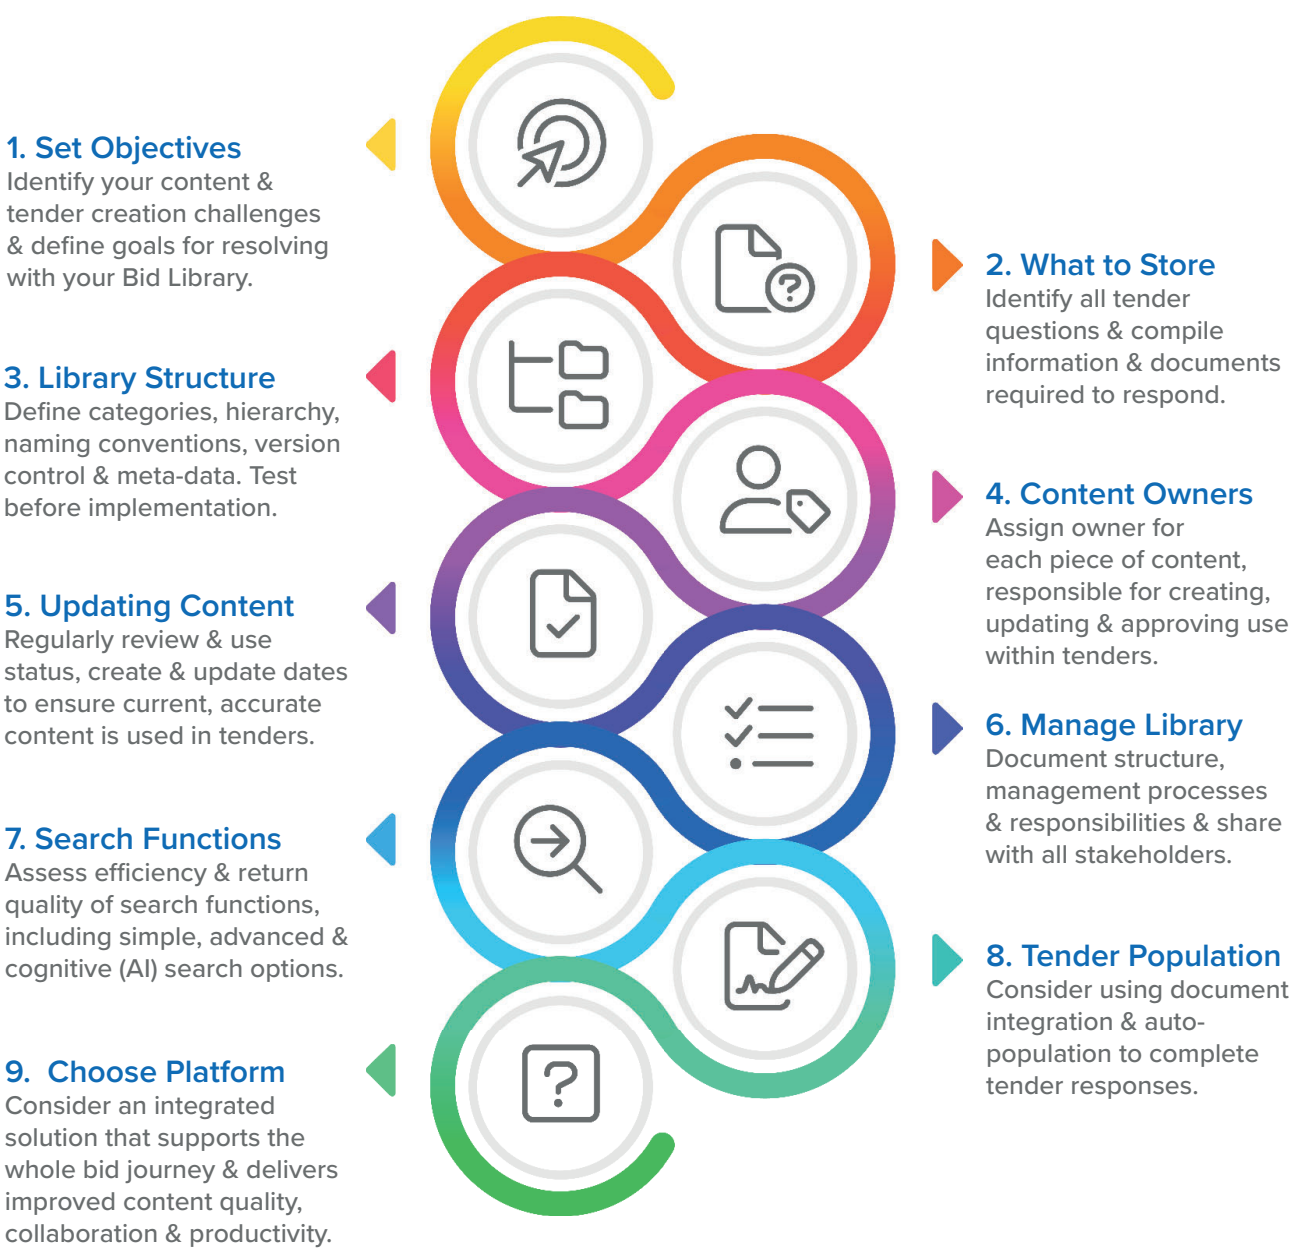 1. Set Objectives
Identify your content &
tender creation challenges
& define goals for resolving
with your Bid Library.
2. What to Store
Identify all tender
questions & compile
information & documents
required to respond.
3. Library Structure
Define categories, hierarchy,
naming conventions, version
control & meta-data. Test
before implementation.
4. Content Owners
Assign owner for
each piece of content,
responsible for creating,
updating & approving use
within tenders.
5. Updating Content
Regularly review & use
status, create & update dates
to ensure current, accurate
content is used in tenders.
6. Manage Library
Document structure,
management processes
& responsibilities & share
with all stakeholders.
7. Search Functions
Assess efficiency & return
quality of search functions,
including simple, advanced &
cognitive (AI) search options.
8. Tender Population
Consider using document
integration & auto-
population to complete
tender responses.
9. Choose Platform
Consider an integrated
solution that supports the
whole bid journey & delivers
improved content quality,
collaboration & productivity.